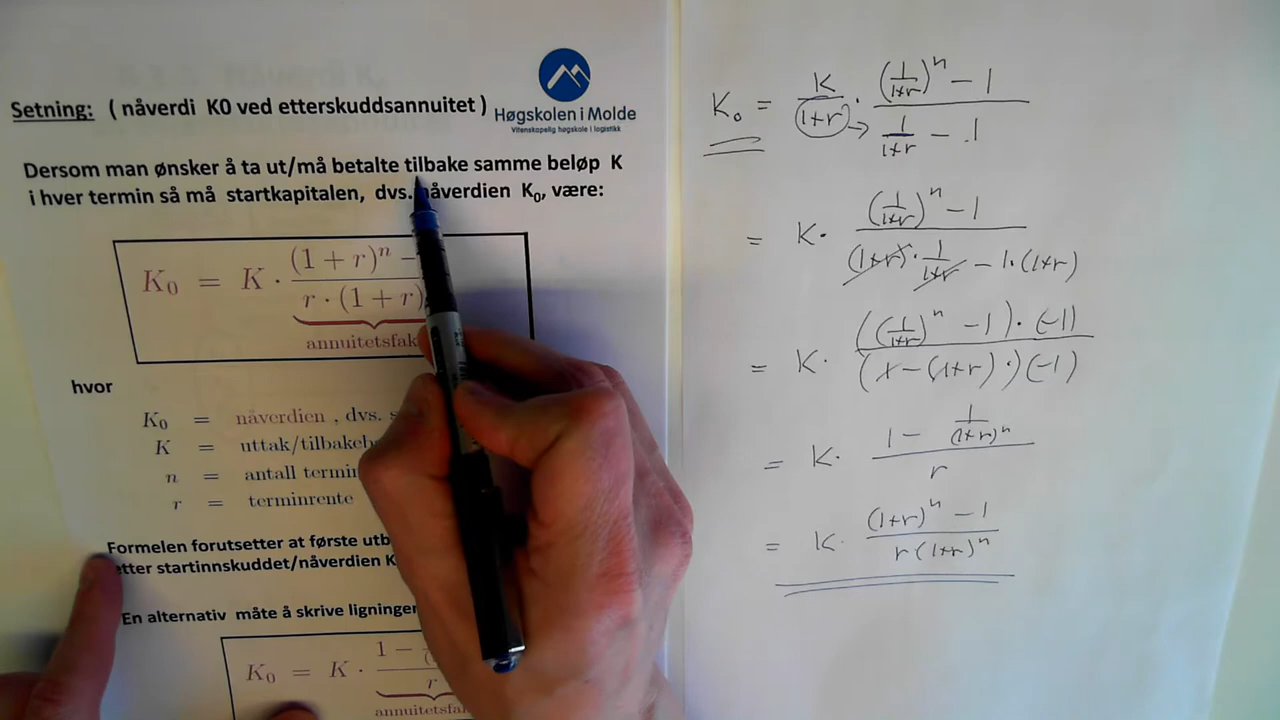 Setning: ( nåverdi K0 ved etterskuddsannuitet )
Høgskolen i Molde
Vitenskapelig høgskole i logistikk
Dersom man ønsker å ta ut/må betalte tilbake samme beløp K
i hver termin så må startkapitalen, dvs. nåverdien K₀, være:
K₀ = K · (1 + r)ⁿ − / r · (1 + r)
annuitetsfak
hvor
K₀ = nåverdien , dvs. s
K = uttak/tilbakeb
n = antall termin
r = terminrente
Formelen forutsetter at første utb
etter startinnskuddet/nåverdien K
En alternativ måte å skrive ligninger
K₀ = K · 1 − / r
annuitetsfa
K₀ = K/(1+r) · ((1/(1+r))ⁿ − 1)/(1/(1+r) − 1)
= K · ((1/(1+r))ⁿ − 1)/((1+r) · 1/(1+r) − 1·(1+r))
= K · (((1/(1+r))ⁿ − 1) · (−1))/((1 − (1+r) ·)(−1))
= K · (1 − 1/(1+r)ⁿ)/r
= K · ((1+r)ⁿ − 1)/(r(1+r)ⁿ)